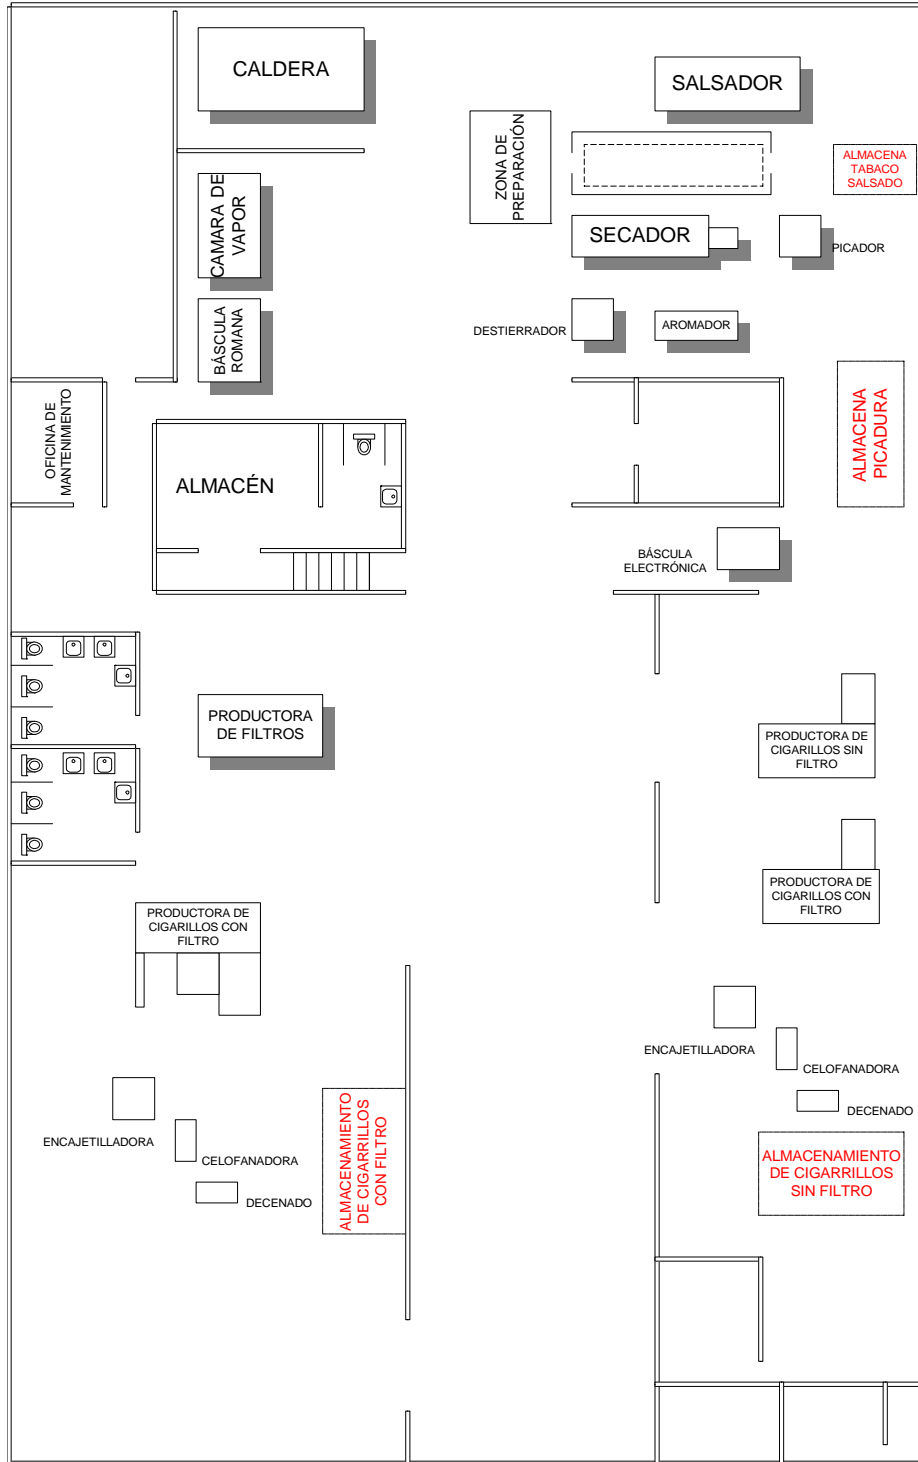 CALDERA
SALSADOR
ZONA DE
PREPARACIÓN
ALMACENA
TABACO
SALSADO
CAMARA DE
VAPOR
SECADOR
PICADOR
BÁSCULA
ROMANA
DESTIERRADOR
AROMADOR
OFICINA DE
MANTENIMIENTO
ALMACENA
PICADURA
ALMACÉN
BÁSCULA
ELECTRÓNICA
PRODUCTORA
DE FILTROS
PRODUCTORA DE
CIGARILLOS SIN
FILTRO
PRODUCTORA DE
CIGARILLOS CON
FILTRO
PRODUCTORA DE
CIGARILLOS CON
FILTRO
ENCAJETILLADORA
CELOFANADORA
DECENADO
ENCAJETILLADORA
CELOFANADORA
DECENADO
ALMACENAMIENTO
DE CIGARRILLOS
CON FILTRO
ALMACENAMIENTO
DE CIGARRILLOS
SIN FILTRO